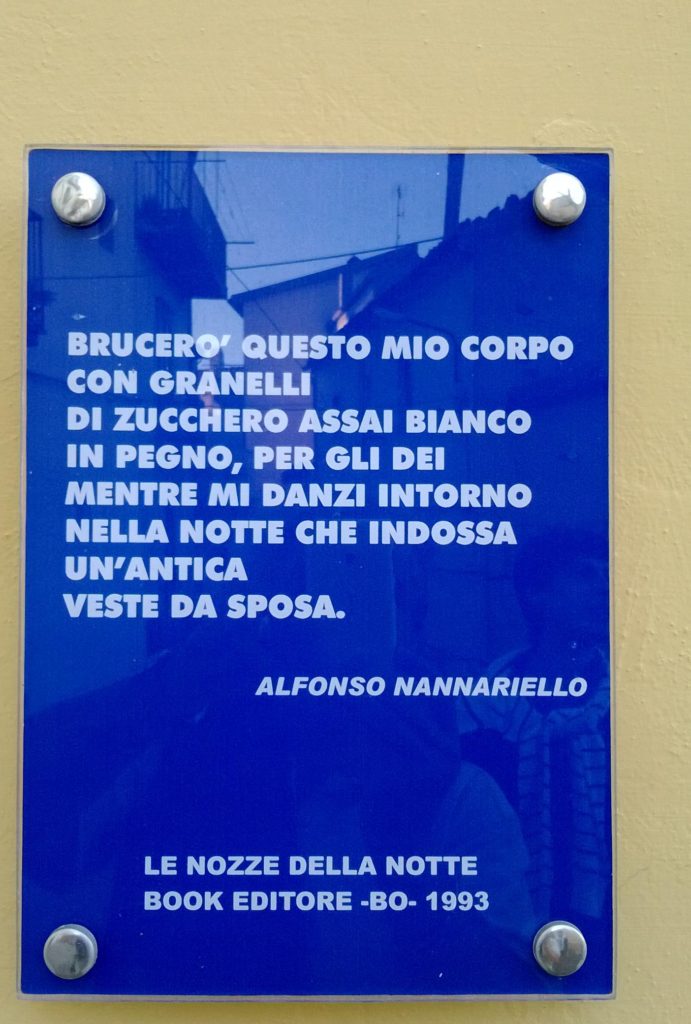 BRUCERO' QUESTO MIO CORPO
CON GRANELLI
DI ZUCCHERO ASSAI BIANCO
IN PEGNO, PER GLI DEI
MENTRE MI DANZI INTORNO
NELLA NOTTE CHE INDOSSA
UN'ANTICA
VESTE DA SPOSA.
ALFONSO NANNARIELLO
LE NOZZE DELLA NOTTE
BOOK EDITORE -BO- 1993